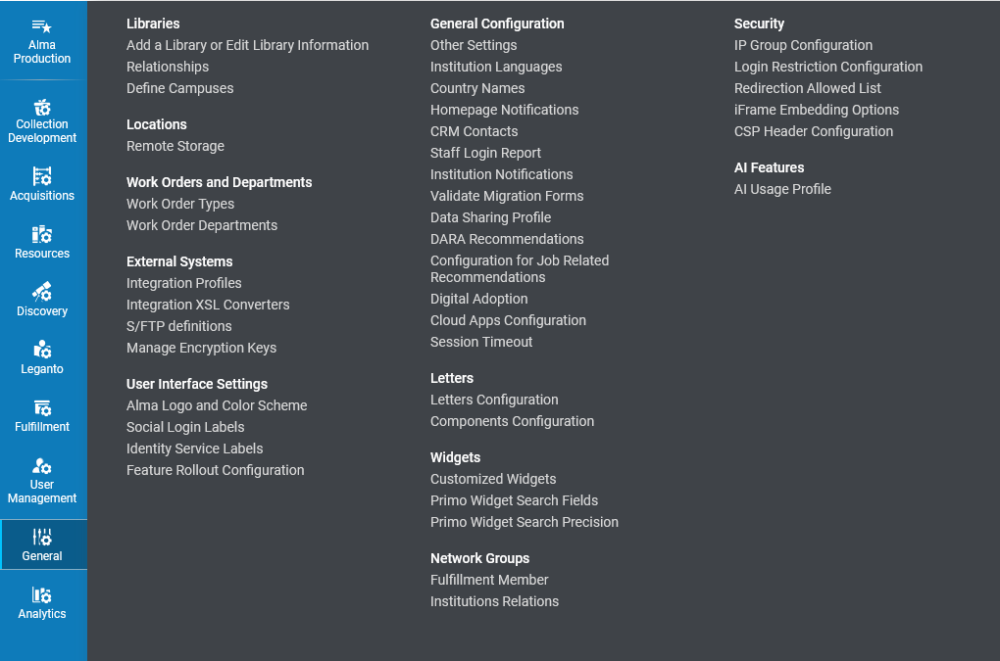 Alma
Production
Collection
Development
Acquisitions
Resources
Discovery
Leganto
Fulfillment
User
Management
General
Analytics
Libraries
Add a Library or Edit Library Information
Relationships
Define Campuses
Locations
Remote Storage
Work Orders and Departments
Work Order Types
Work Order Departments
External Systems
Integration Profiles
Integration XSL Converters
S/FTP definitions
Manage Encryption Keys
User Interface Settings
Alma Logo and Color Scheme
Social Login Labels
Identity Service Labels
Feature Rollout Configuration
General Configuration
Other Settings
Institution Languages
Country Names
Homepage Notifications
CRM Contacts
Staff Login Report
Institution Notifications
Validate Migration Forms
Data Sharing Profile
DARA Recommendations
Configuration for Job Related
Recommendations
Digital Adoption
Cloud Apps Configuration
Session Timeout
Letters
Letters Configuration
Components Configuration
Widgets
Customized Widgets
Primo Widget Search Fields
Primo Widget Search Precision
Network Groups
Fulfillment Member
Institutions Relations
Security
IP Group Configuration
Login Restriction Configuration
Redirection Allowed List
iFrame Embedding Options
CSP Header Configuration
AI Features
AI Usage Profile